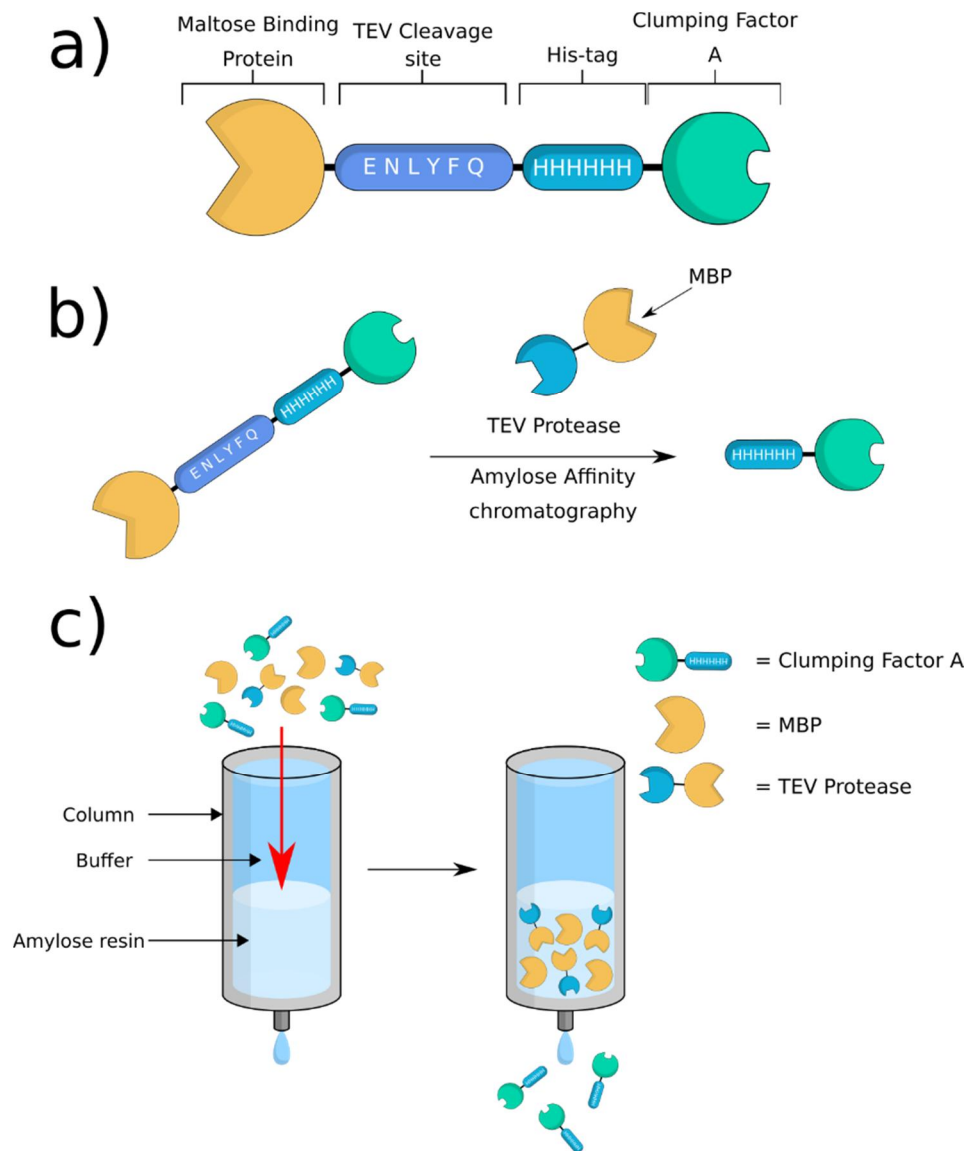 a)
Maltose Binding
Protein
TEV Cleavage
site
His-tag
Clumping Factor
A
E N L Y F Q
HHHHHH
b)
MBP
E N L Y F Q
HHHHHH
TEV Protease
Amylose Affinity
chromatography
HHHHHH
c)
HHHHHH
= Clumping Factor A
= MBP
= TEV Protease
Column
Buffer
Amylose resin